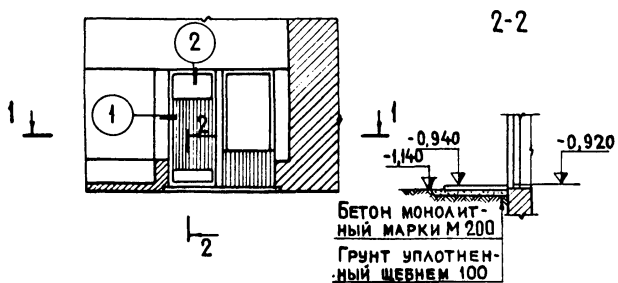 2-2
2
1
1
2
1
-0,940
-1,140
-0,920
2
Бетон монолит-
ный марки М 200
Грунт уплотнен-
ный щебнем 100